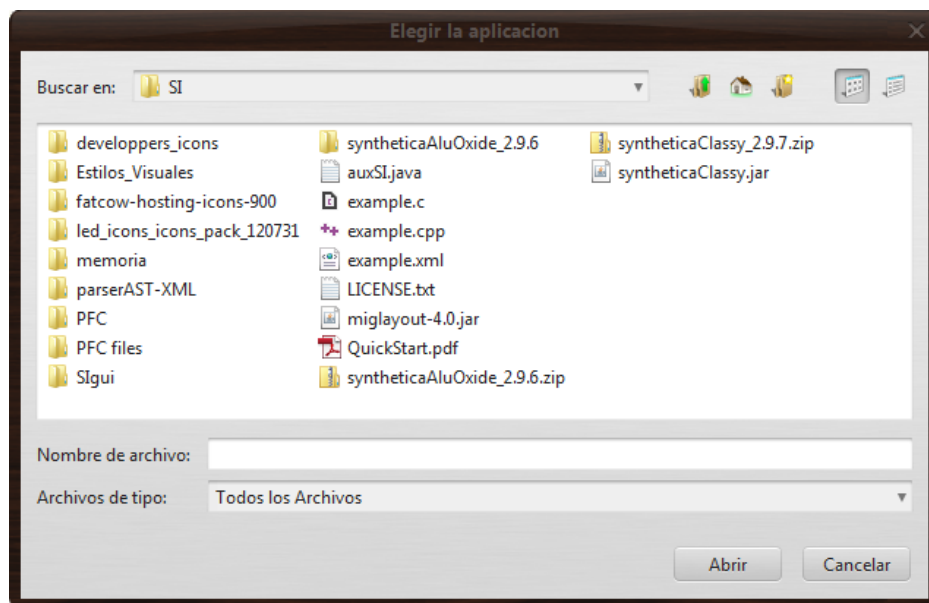 Elegir la aplicacion
Buscar en: SI
developpers_icons
Estilos_Visuales
fatcow-hosting-icons-900
led_icons_icons_pack_120731
memoria
parserAST-XML
PFC
PFC files
SIgui
syntheticaAluOxide_2.9.6
auxSI.java
example.c
example.cpp
example.xml
LICENSE.txt
miglayout-4.0.jar
QuickStart.pdf
syntheticaAluOxide_2.9.6.zip
syntheticaClassy_2.9.7.zip
syntheticaClassy.jar
Nombre de archivo:
Archivos de tipo: Todos los Archivos
Abrir Cancelar